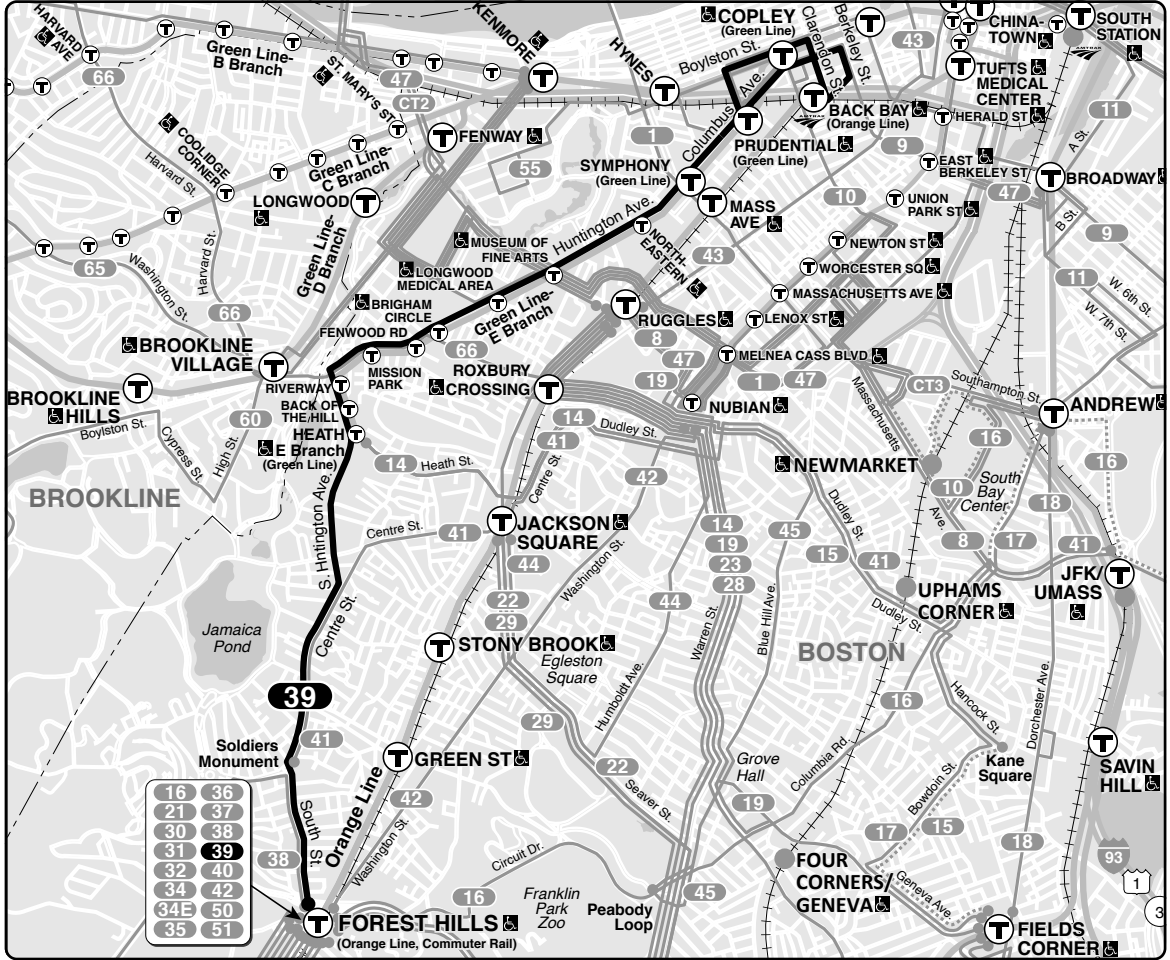 HARVARD
AVE
66
Green Line-
B Branch
47
CT2
ST. MARY'S ST
KENMORE
HYNES
COPLEY
(Green Line)
Boylston St.
Clarendon St.
Berkeley St.
43
CHINA-
TOWN
SOUTH
STATION
AMTRAK
TUFTS
MEDICAL
CENTER
11
A St.
COOLIDGE
CORNER
Harvard St.
Green Line-
C Branch
FENWAY
55
1
Columbus
Ave.
BACK BAY
(Orange Line)
AMTRAK
HERALD ST
PRUDENTIAL
(Green Line)
9
EAST
BERKELEY ST
47
BROADWAY
SYMPHONY
(Green Line)
LONGWOOD
Green Line-
D Branch
MASS
AVE
10
UNION
PARK ST
B St.
9
Huntington Ave.
NORTH-
EASTERN
43
NEWTON ST
WORCESTER SQ
MASSACHUSETTS AVE
LENOX ST
11
W. 6th St.
W. 7th St.
65
Washington St.
Harvard St.
66
MUSEUM OF
FINE ARTS
LONGWOOD
MEDICAL AREA
BRIGHAM
CIRCLE
FENWOOD RD
Green Line-
E Branch
66
RUGGLES
8
47
19
MELNEA CASS BLVD
1
47
NUBIAN
BROOKLINE
VILLAGE
BROOKLINE
HILLS
RIVERWAY
MISSION
PARK
BACK OF
THE/HILL
HEATH
E Branch
(Green Line)
ROXBURY
CROSSING
14
Dudley St.
41
Centre St.
Massachusetts
Ave.
CT3
Southampton St.
ANDREW
16
16
60
Boylston St.
Cypress St.
High St.
BROOKLINE
14
Heath St.
42
NEWMARKET
10
South
Bay
Center
18
8
17
41
Centre St.
41
JACKSON
SQUARE
44
14
19
23
28
45
15
Dudley St.
41
JFK/
UMASS
S. Hntington Ave.
Centre St.
22
29
Washington St.
44
Warren St.
Blue Hill Ave.
UPHAMS
CORNER
Dudley St.
Jamaica
Pond
STONY BROOK
Egleston
Square
BOSTON
39
29
Humboldt Ave.
16
Hancock St.
Dorchester Ave.
Soldiers
Monument
41
GREEN ST
22
Seaver St.
Grove
Hall
Columbia Rd.
Kane
Square
SAVIN
HILL
16
36
21
37
30
38
31
39
32
40
34
42
34E
50
35
51
South
St.
38
Orange Line
42
Washington St.
19
Bowdoin St.
17
15
18
93
1
3
Circuit Dr.
16
Franklin
Park
Zoo
Peabody
Loop
45
FOUR
CORNERS/
GENEVA
Geneva Ave.
FIELDS
CORNER
FOREST HILLS
(Orange Line, Commuter Rail)